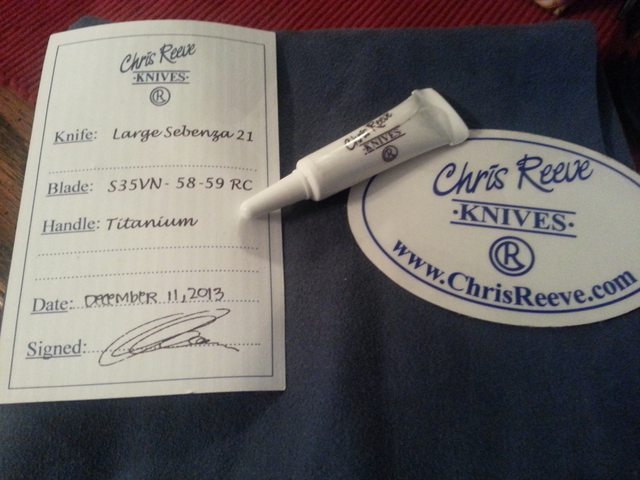 Chris Reeve
·KNIVES·
R
Knife: Large Sebenza 21
Blade: S35VN - 58-59 RC
Handle: Titanium
Date: DECEMBER 11, 2013
Signed:
Chris Reeve
KNIVES
R
Chris Reeve
·KNIVES·
R
www.ChrisReeve.com